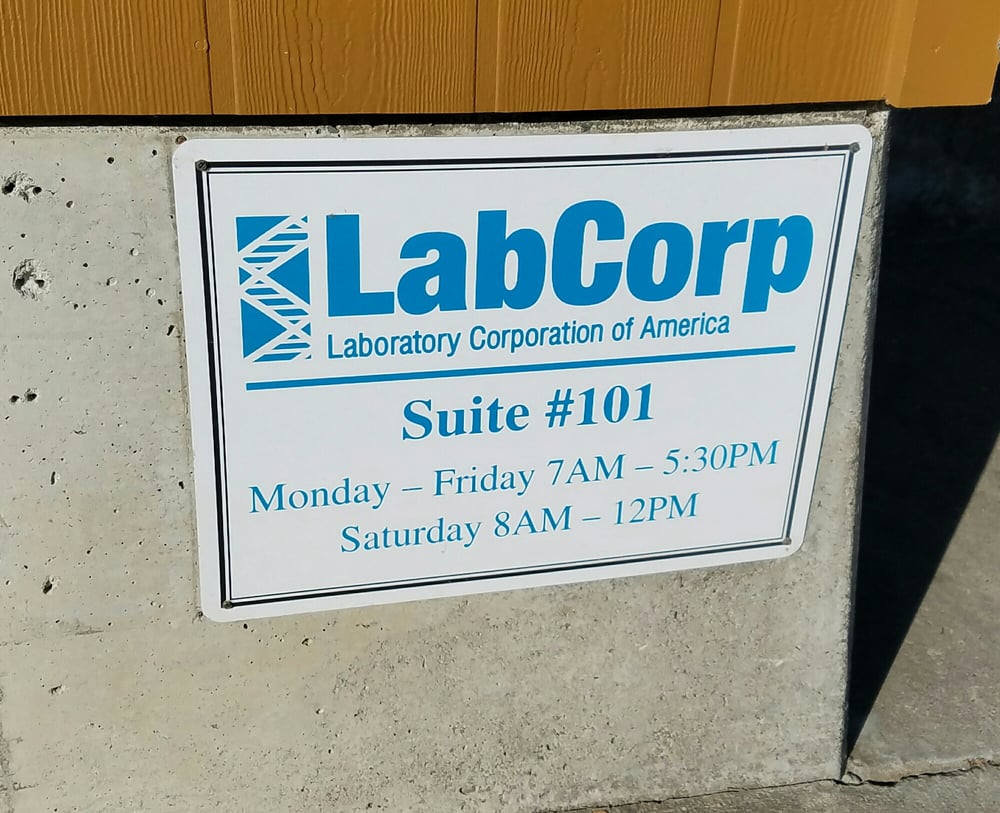 LabCorp
Laboratory Corporation of America
Suite #101
Monday – Friday 7AM – 5:30PM
Saturday 8AM – 12PM